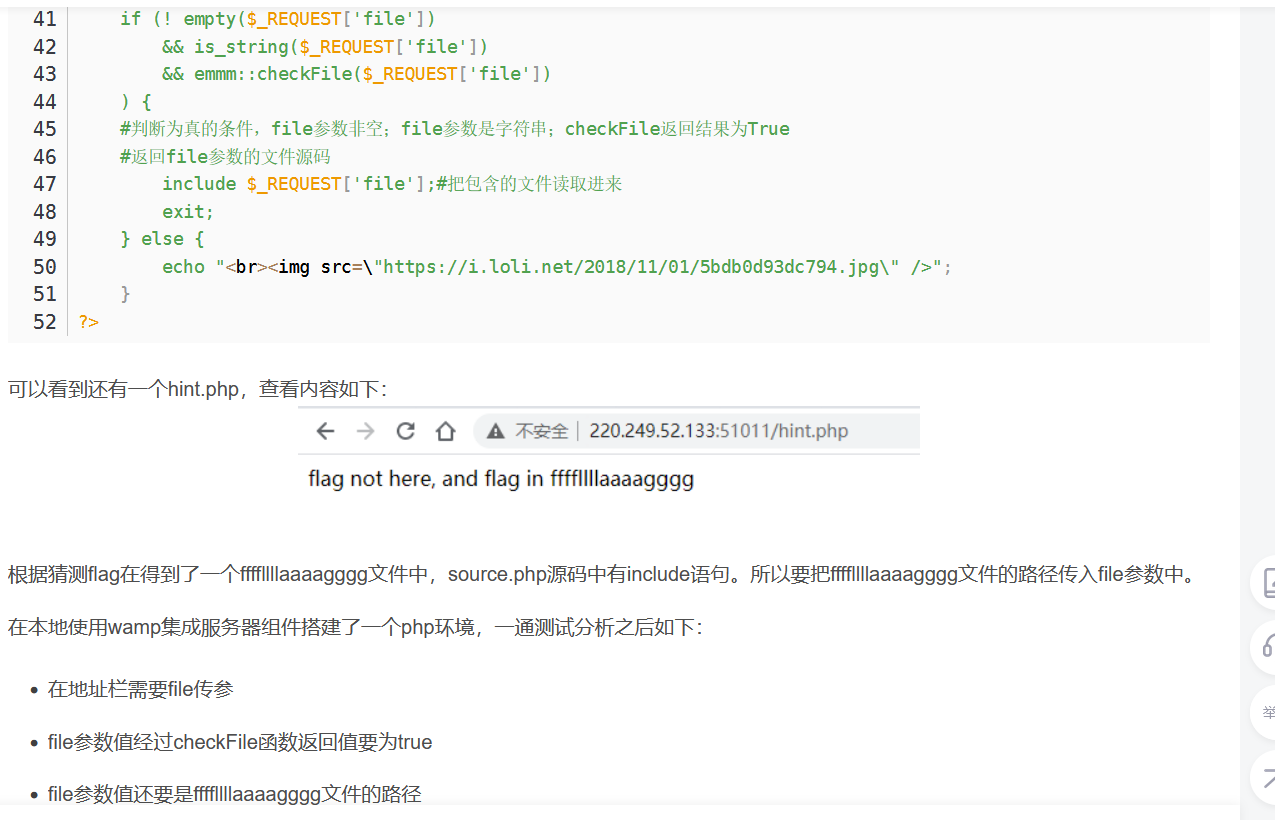 41 if (! empty($_REQUEST['file'])
42 && is_string($_REQUEST['file'])
43 && emmm::checkFile($_REQUEST['file'])
44 ) {
45 #判断为真的条件，file参数非空；file参数是字符串；checkFile返回结果为True
46 #返回file参数的文件源码
47 include $_REQUEST['file'];#把包含的文件读取进来
48 exit;
49 } else {
50 echo "<br><img src=\"https://i.loli.net/2018/11/01/5bdb0d93dc794.jpg\" />";
51 }
52 ?>
可以看到还有一个hint.php，查看内容如下：
不安全 | 220.249.52.133:51011/hint.php
flag not here, and flag in ffffllllaaaagggg
根据猜测flag在得到了一个ffffllllaaaagggg文件中，source.php源码中有include语句。所以要把ffffllllaaaagggg文件的路径传入file参数中。
在本地使用wamp集成服务器组件搭建了一个php环境，一通测试分析之后如下：
• 在地址栏需要file传参
• file参数值经过checkFile函数返回值要为true
• file参数值还要是ffffllllaaaagggg文件的路径